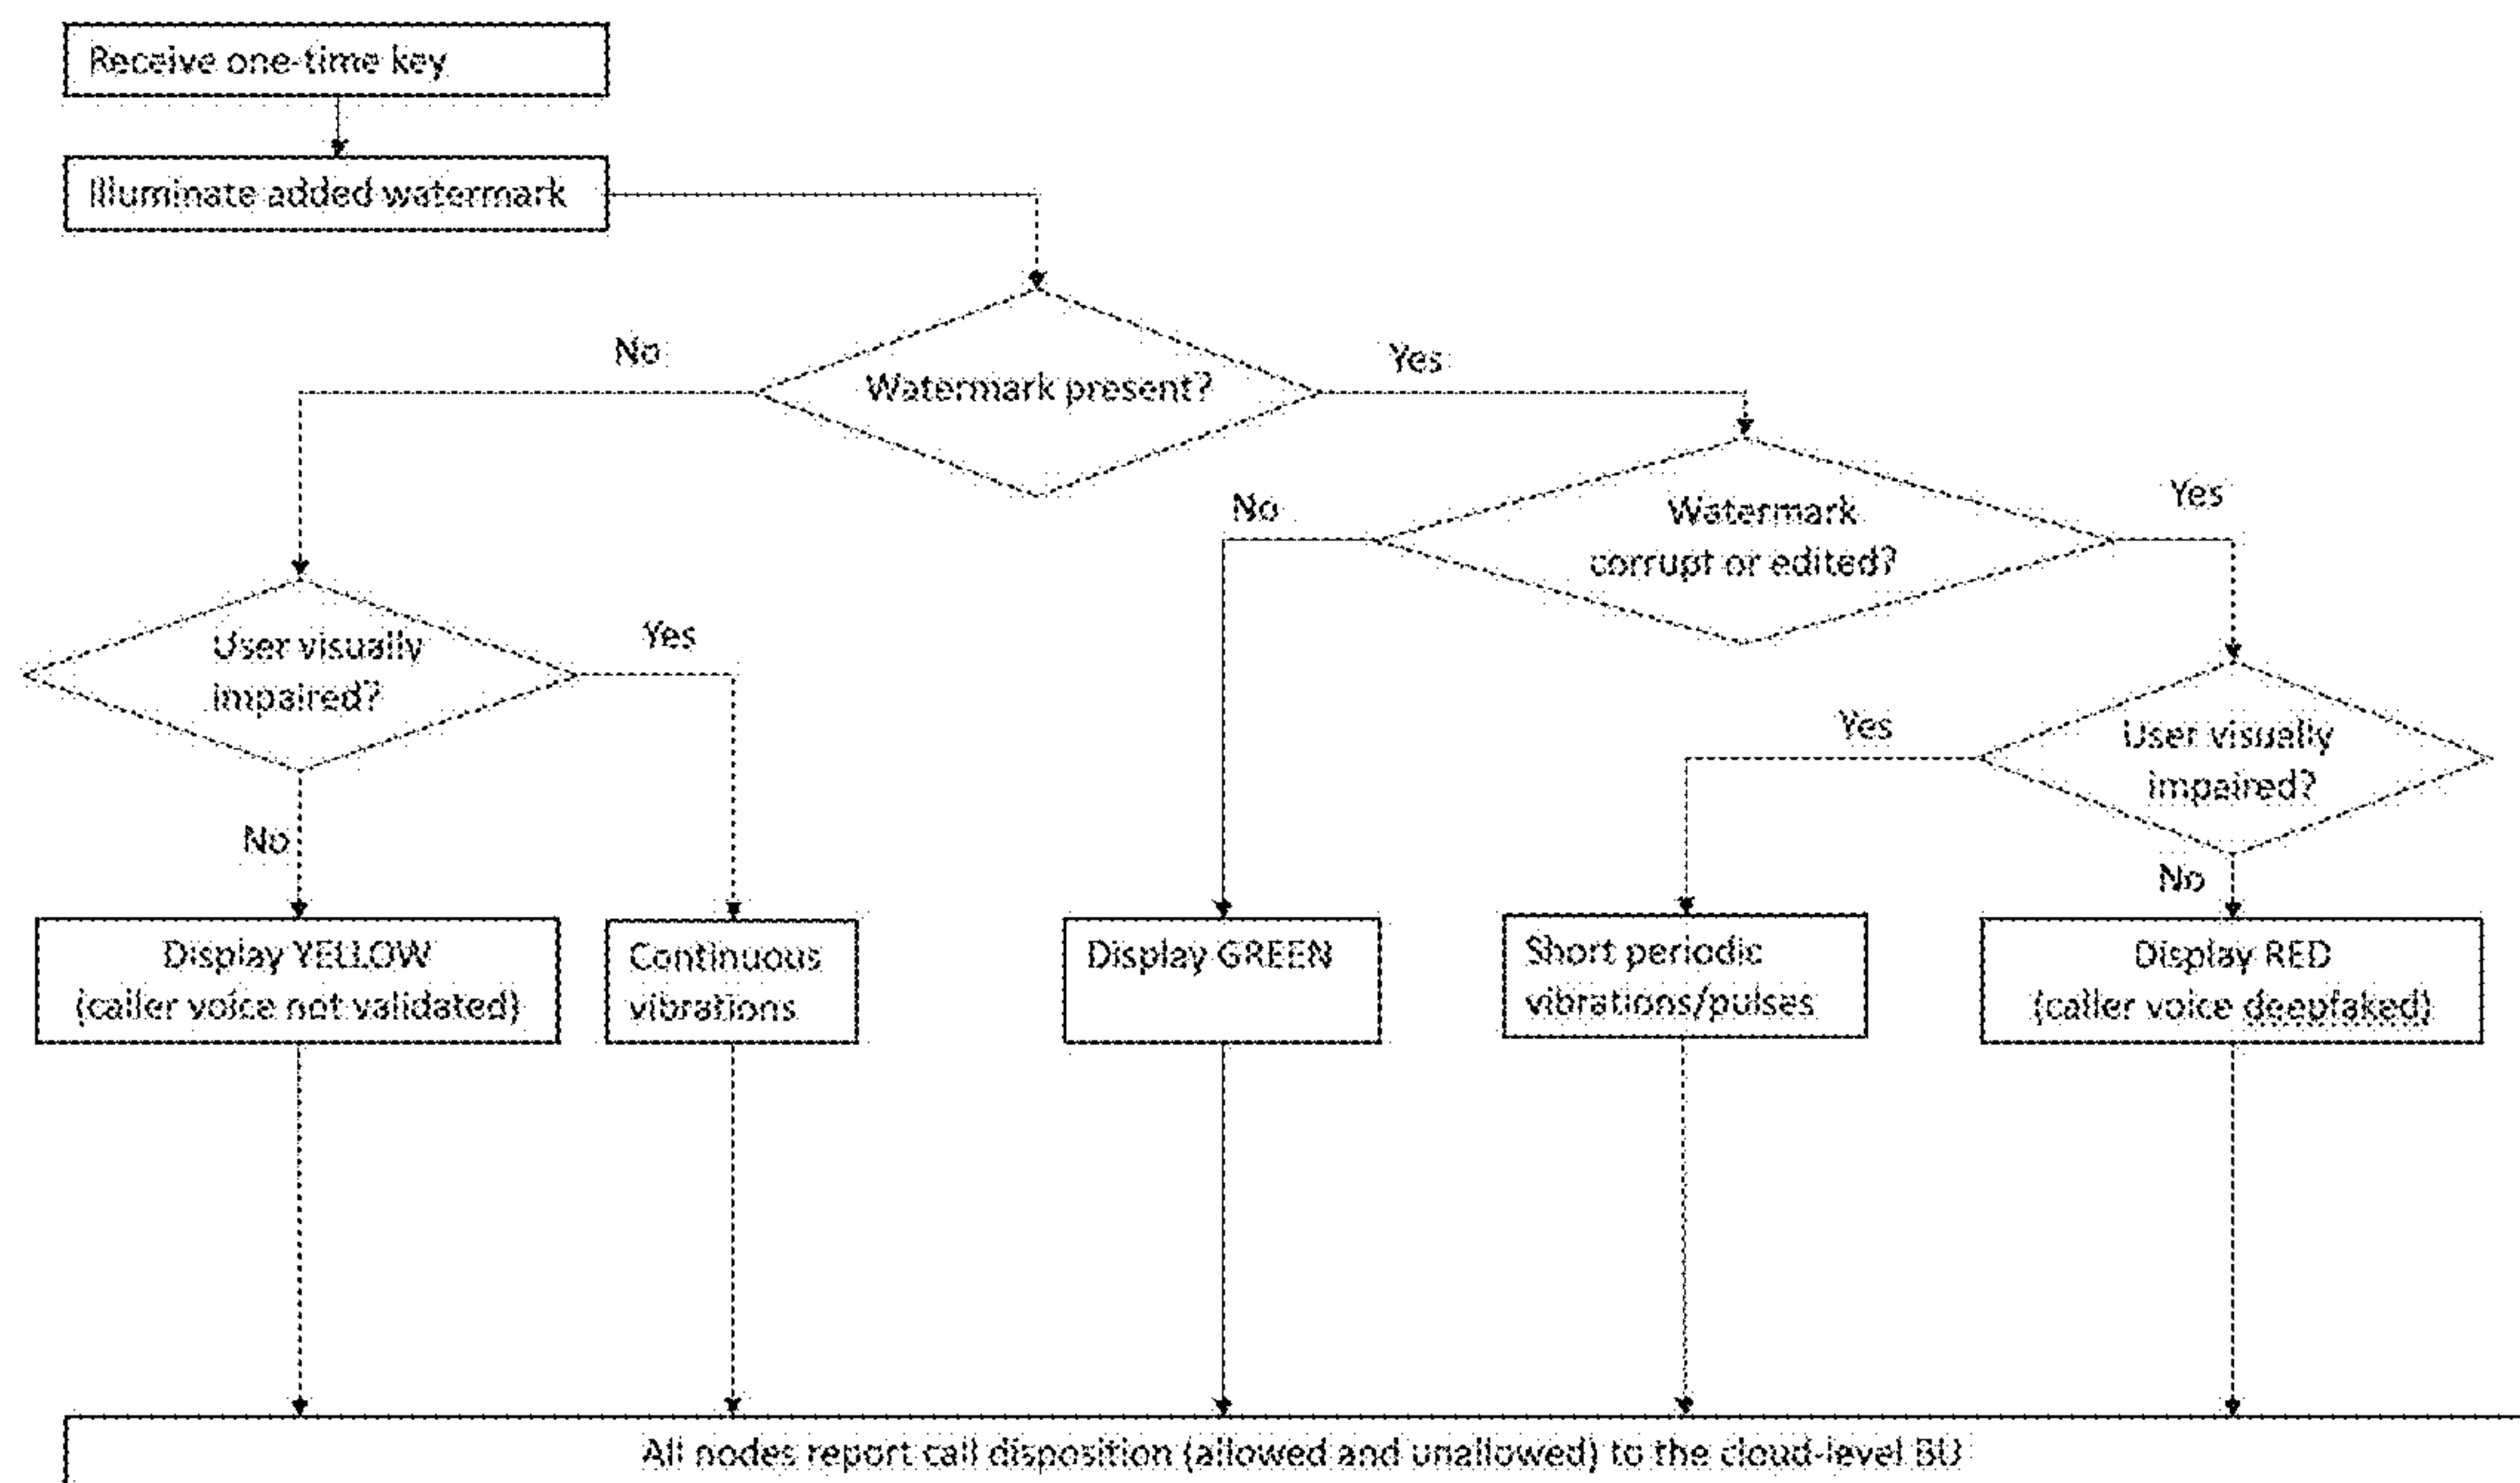 Receive one-time key
Illuminate added watermark
No
Yes
Watermark present?
No
Yes
Watermark
corrupt or edited?
User visually
impaired?
Yes
Yes
User visually
impaired?
No
No
Display YELLOW
(caller voice not validated)
Continuous
vibrations
Display GREEN
Short periodic
vibrations/pulses
Display RED
(caller voice deepfaked)
All nodes report call disposition (allowed and unallowed) to the cloud-level BU